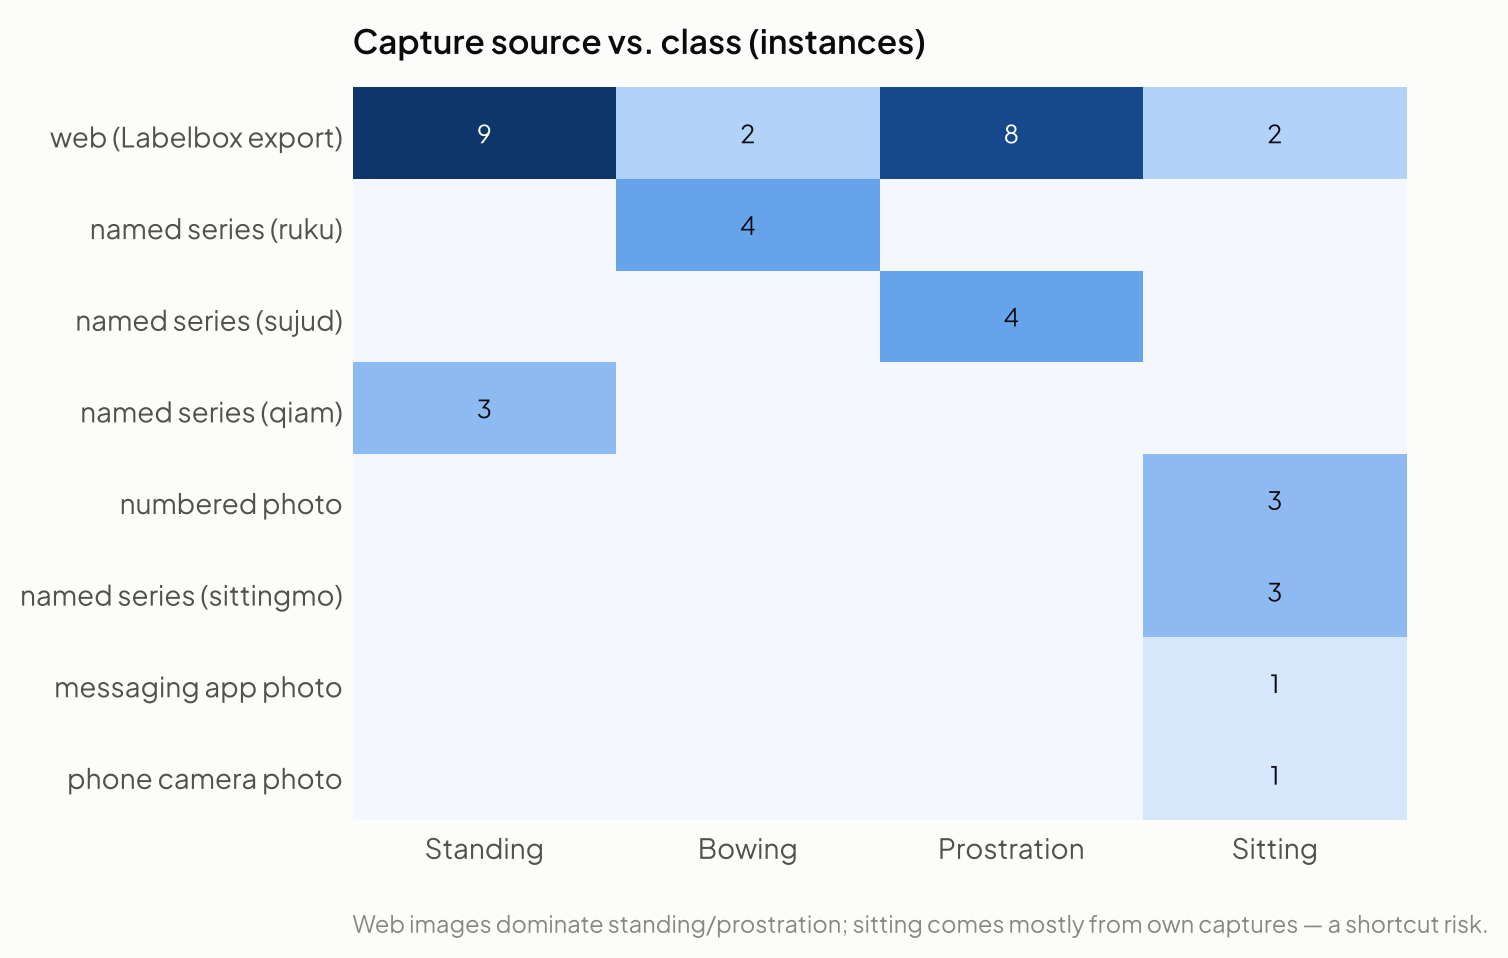 Capture source vs. class (instances)
web (Labelbox export) 9 2 8 2
named series (ruku) 4
named series (sujud) 4
named series (qiam) 3
numbered photo 3
named series (sittingmo) 3
messaging app photo 1
phone camera photo 1
Standing Bowing Prostration Sitting
Web images dominate standing/prostration; sitting comes mostly from own captures — a shortcut risk.